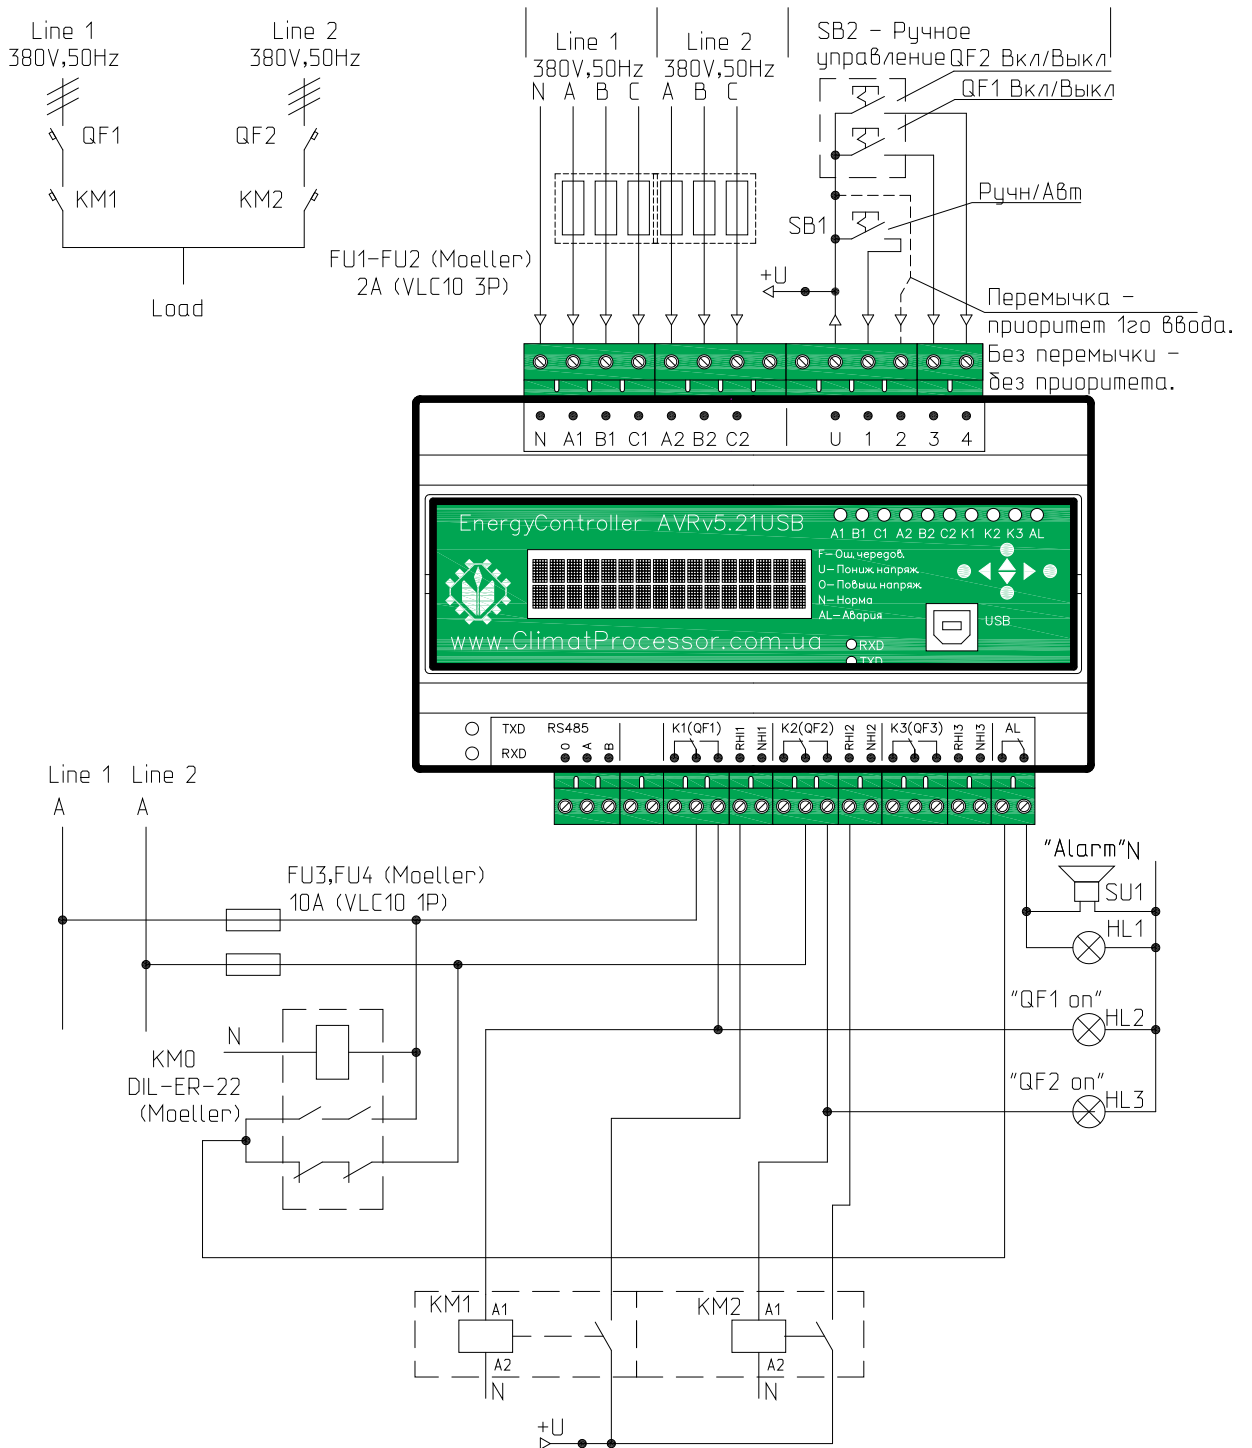 Line 1
380V,50Hz
Line 2
380V,50Hz
QF1
QF2
KM1
KM2
Load
Line 1
380V,50Hz
Line 2
380V,50Hz
N A B C A B C
SB2 - Ручное
управление
QF2 Вкл/Выкл
QF1 Вкл/Выкл
Ручн/Авт
SB1
FU1-FU2 (Moeller)
2A (VLC10 3P)
+U
Перемычка -
приоритет 1го ввода.
Без перемычки -
без приоритета.
N A1 B1 C1 A2 B2 C2 U 1 2 3 4
EnergyController AVRv5.21USB
A1 B1 C1 A2 B2 C2 K1 K2 K3 AL
F-Ош.чередов.
U-Пониж напряж.
O-Повыш напряж.
N-Норма
AL-Авария
USB
www.ClimatProcessor.com.ua
RXD
TXD
TXD RS485 K1(QF1) RHI1 NHI1 K2(QF2) RHI2 NHI2 K3(QF3) RHI3 NHI3 AL
RXD 0 A B
Line 1 Line 2
A A
FU3,FU4 (Moeller)
10A (VLC10 1P)
"Alarm" N
SU1
HL1
"QF1 on"
HL2
"QF2 on"
HL3
N
KM0
DIL-ER-22
(Moeller)
KM1 A1
A2
N
KM2 A1
A2
N
+U